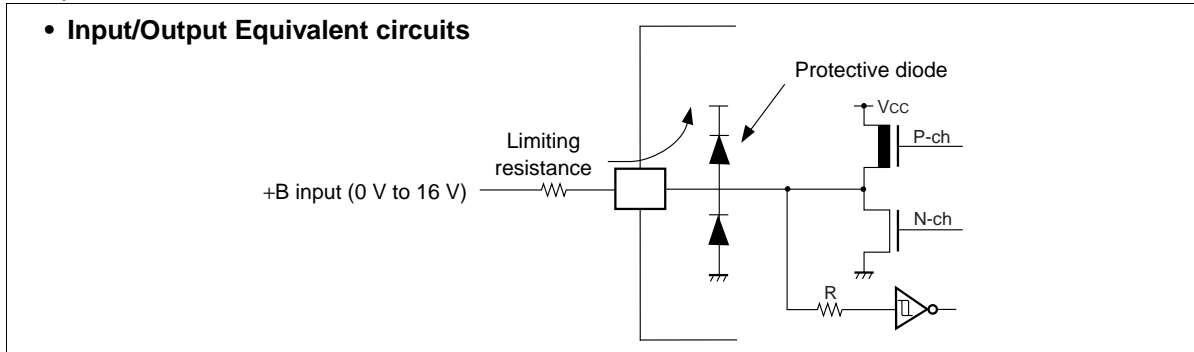 • Input/Output Equivalent circuits
Protective diode
Vcc
P-ch
Limiting
resistance
+B input (0 V to 16 V)
N-ch
R